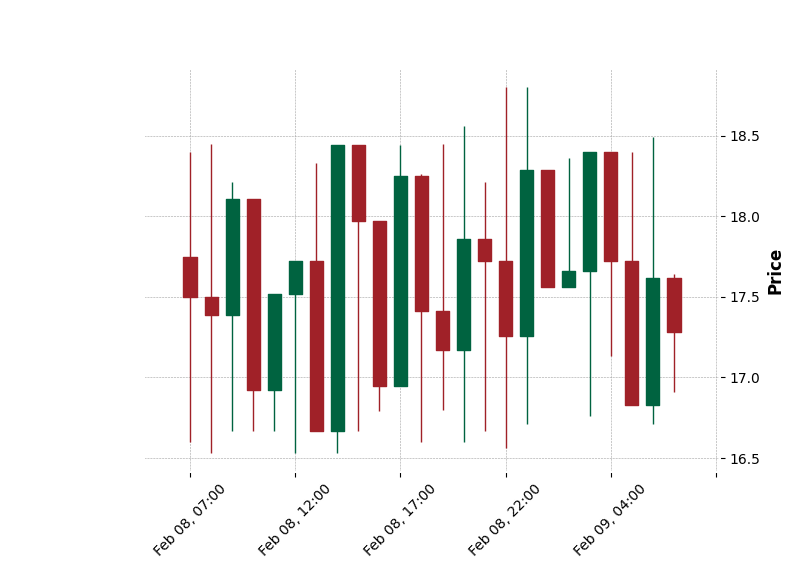 18.5
18.0
17.5
17.0
16.5
Price
Feb 08, 07:00
Feb 08, 12:00
Feb 08, 17:00
Feb 08, 22:00
Feb 09, 04:00